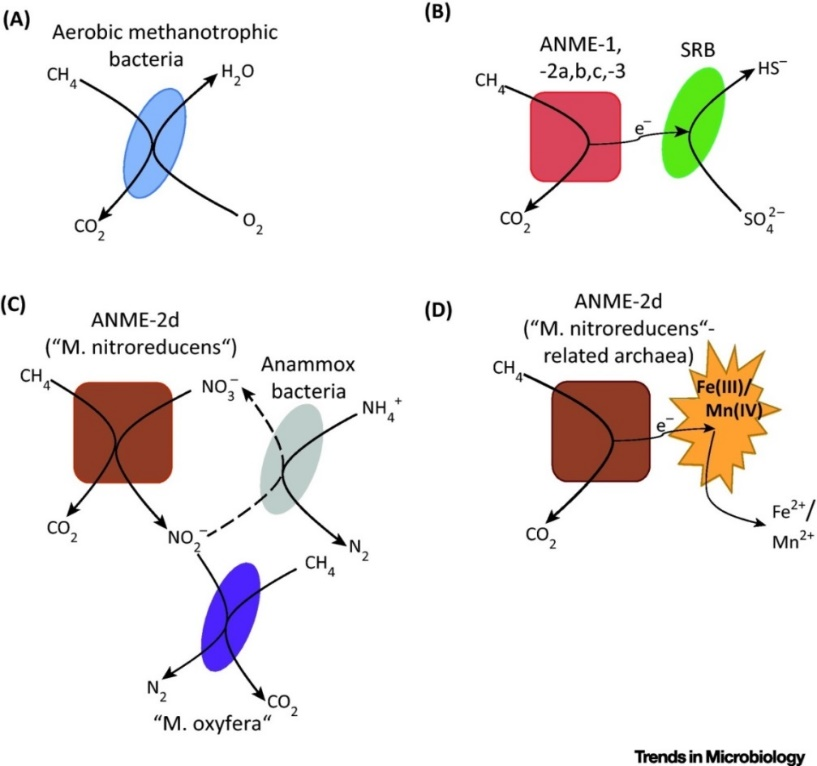 (A)
Aerobic methanotrophic
bacteria
CH₄
H₂O
CO₂
O₂
(B)
ANME-1,
-2a,b,c,-3
SRB
CH₄
HS⁻
e⁻
CO₂
SO₄²⁻
(C)
ANME-2d
("M. nitroreducens“)
CH₄
NO₃⁻
Anammox
bacteria
NH₄⁺
CO₂
NO₂⁻
N₂
CH₄
N₂
CO₂
"M. oxyfera“
(D)
ANME-2d
("M. nitroreducens“-
related archaea)
CH₄
Fe(III)/
Mn(IV)
e⁻
CO₂
Fe²⁺/
Mn²⁺
Trends in Microbiology